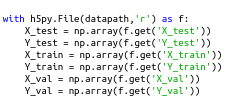 with h5py.File(datapath,'r') as f:
    X_test = np.array(f.get('X_test'))
    Y_test = np.array(f.get('Y_test'))
    X_train = np.array(f.get('X_train'))
    Y_train = np.array(f.get('Y_train'))
    X_val = np.array(f.get('X_val'))
    Y_val = np.array(f.get('Y_val'))